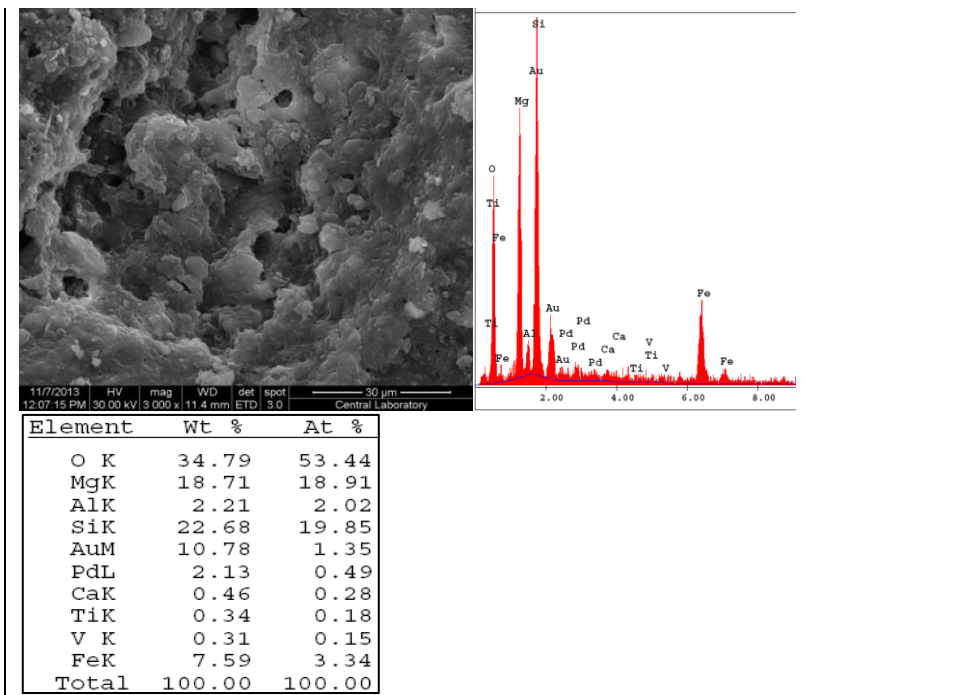 11/7/2013 HV mag WD det spot 30 µm
12:07:15 PM 30.00 kV 3 000 x 11.4 mm ETD 3.0 Central Laboratory
Si
Au
Mg
O
Ti
Fe
Ti
Fe
Al
Au
Au
Pd
Pd
Pd
Pd
Ca
Ca
Ti
V
Ti
V
Fe
Fe
2.00 4.00 6.00 8.00
Element Wt % At %
O K 34.79 53.44
MgK 18.71 18.91
AlK 2.21 2.02
SiK 22.68 19.85
AuM 10.78 1.35
PdL 2.13 0.49
CaK 0.46 0.28
TiK 0.34 0.18
V K 0.31 0.15
FeK 7.59 3.34
Total 100.00 100.00